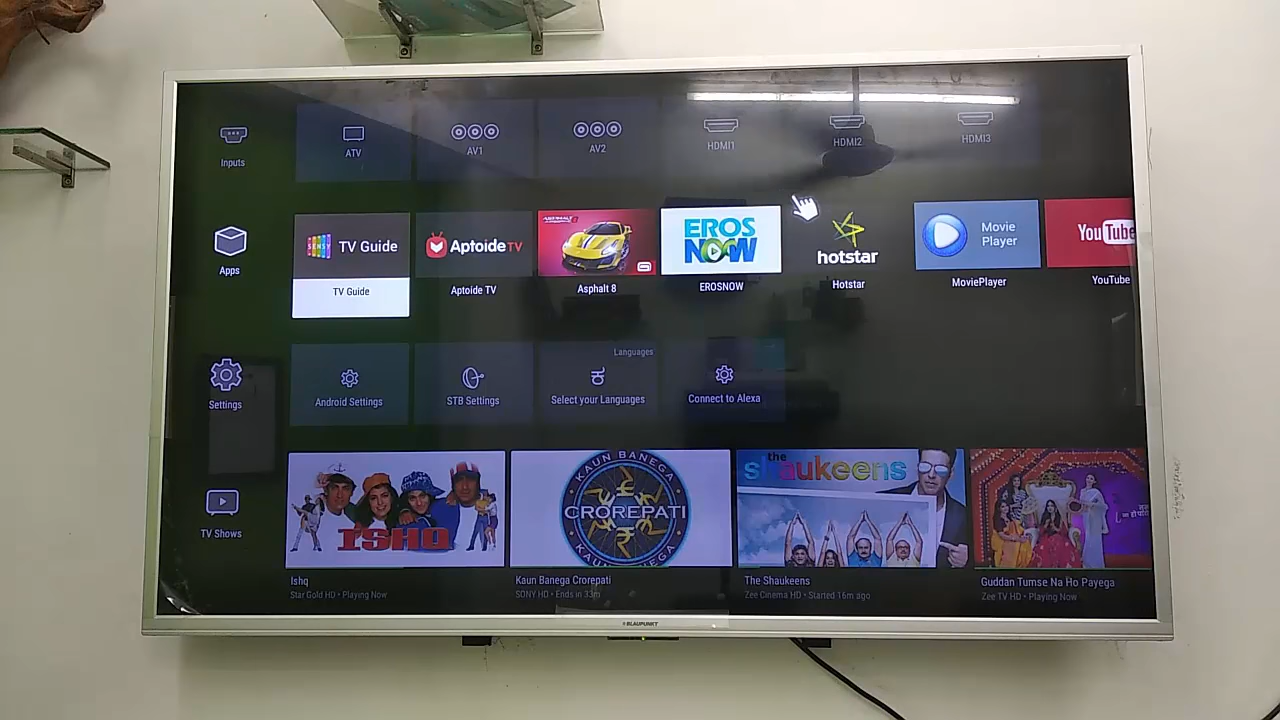 Inputs
ATV
AV1
AV2
HDMI1
HDMI2
HDMI3
Apps
SENSY
TV Guide
TV Guide
Aptoide TV
Aptoide TV
ASPHALT 8
Asphalt 8
EROS
NOW
EROSNOW
hotstar
Hotstar
Movie
Player
MoviePlayer
YouTube
YouTube
Settings
Android Settings
STB Settings
Languages
ಕ
Select your Languages
Connect to Alexa
TV Shows
ISHQ
Ishq
Star Gold HD • Playing Now
KAUN BANEGA
CROREPATI
KAUN
Kaun Banega Crorepati
SONY HD • Ends in 33m
the
shaukeens
The Shaukeens
Zee Cinema HD • Started 16m ago
Guddan Tumse Na Ho Payega
Zee TV HD • Playing Now
BLAUPUNKT